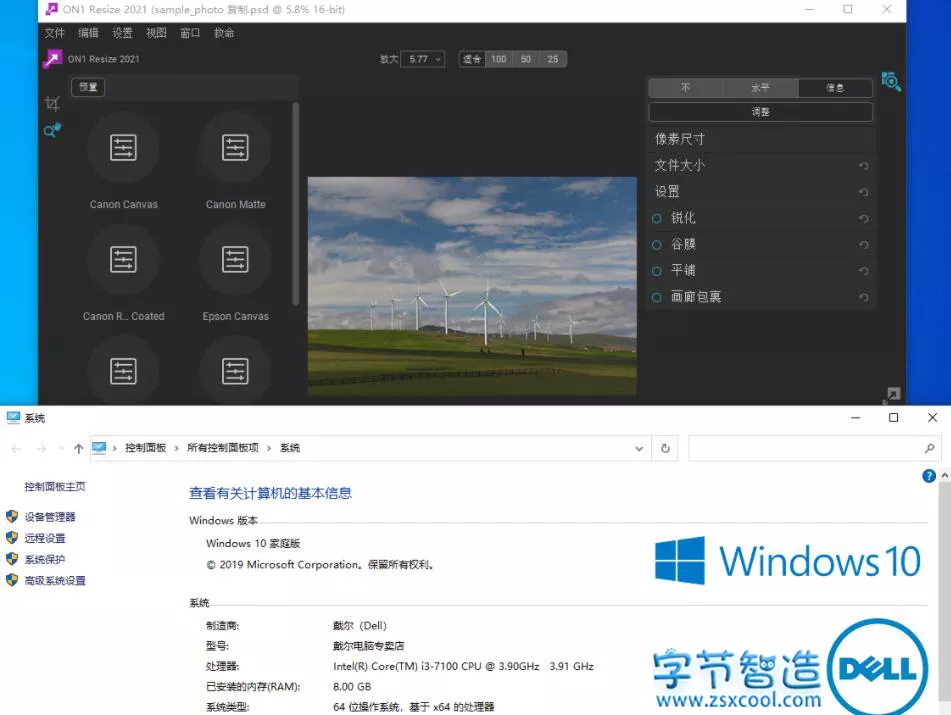 ON1 Resize 2021 (sample_photo 复制.psd @ 5.8% 16-bit)
文件 编辑 设置 视图 窗口 救命
ON1 Resize 2021 放大 5.77 适合 100 50 25
预置
不 水平 信息
调整
像素尺寸
文件大小
设置
锐化
谷膜
平铺
画廊包裹
Canon Canvas Canon Matte
Canon R... Coated Epson Canvas
系统
控制面板 › 所有控制面板项 › 系统
控制面板主页
设备管理器
远程设置
系统保护
高级系统设置
查看有关计算机的基本信息
Windows 版本
Windows 10 家庭版
© 2019 Microsoft Corporation。保留所有权利。
Windows 10
系统
制造商: 戴尔 (Dell)
型号: 戴尔电脑专卖店
处理器: Intel(R) Core(TM) i3-7100 CPU @ 3.90GHz 3.91 GHz
已安装的内存(RAM): 8.00 GB
系统类型: 64 位操作系统，基于 x64 的处理器
字节智造
www.zsxcool.com
DELL